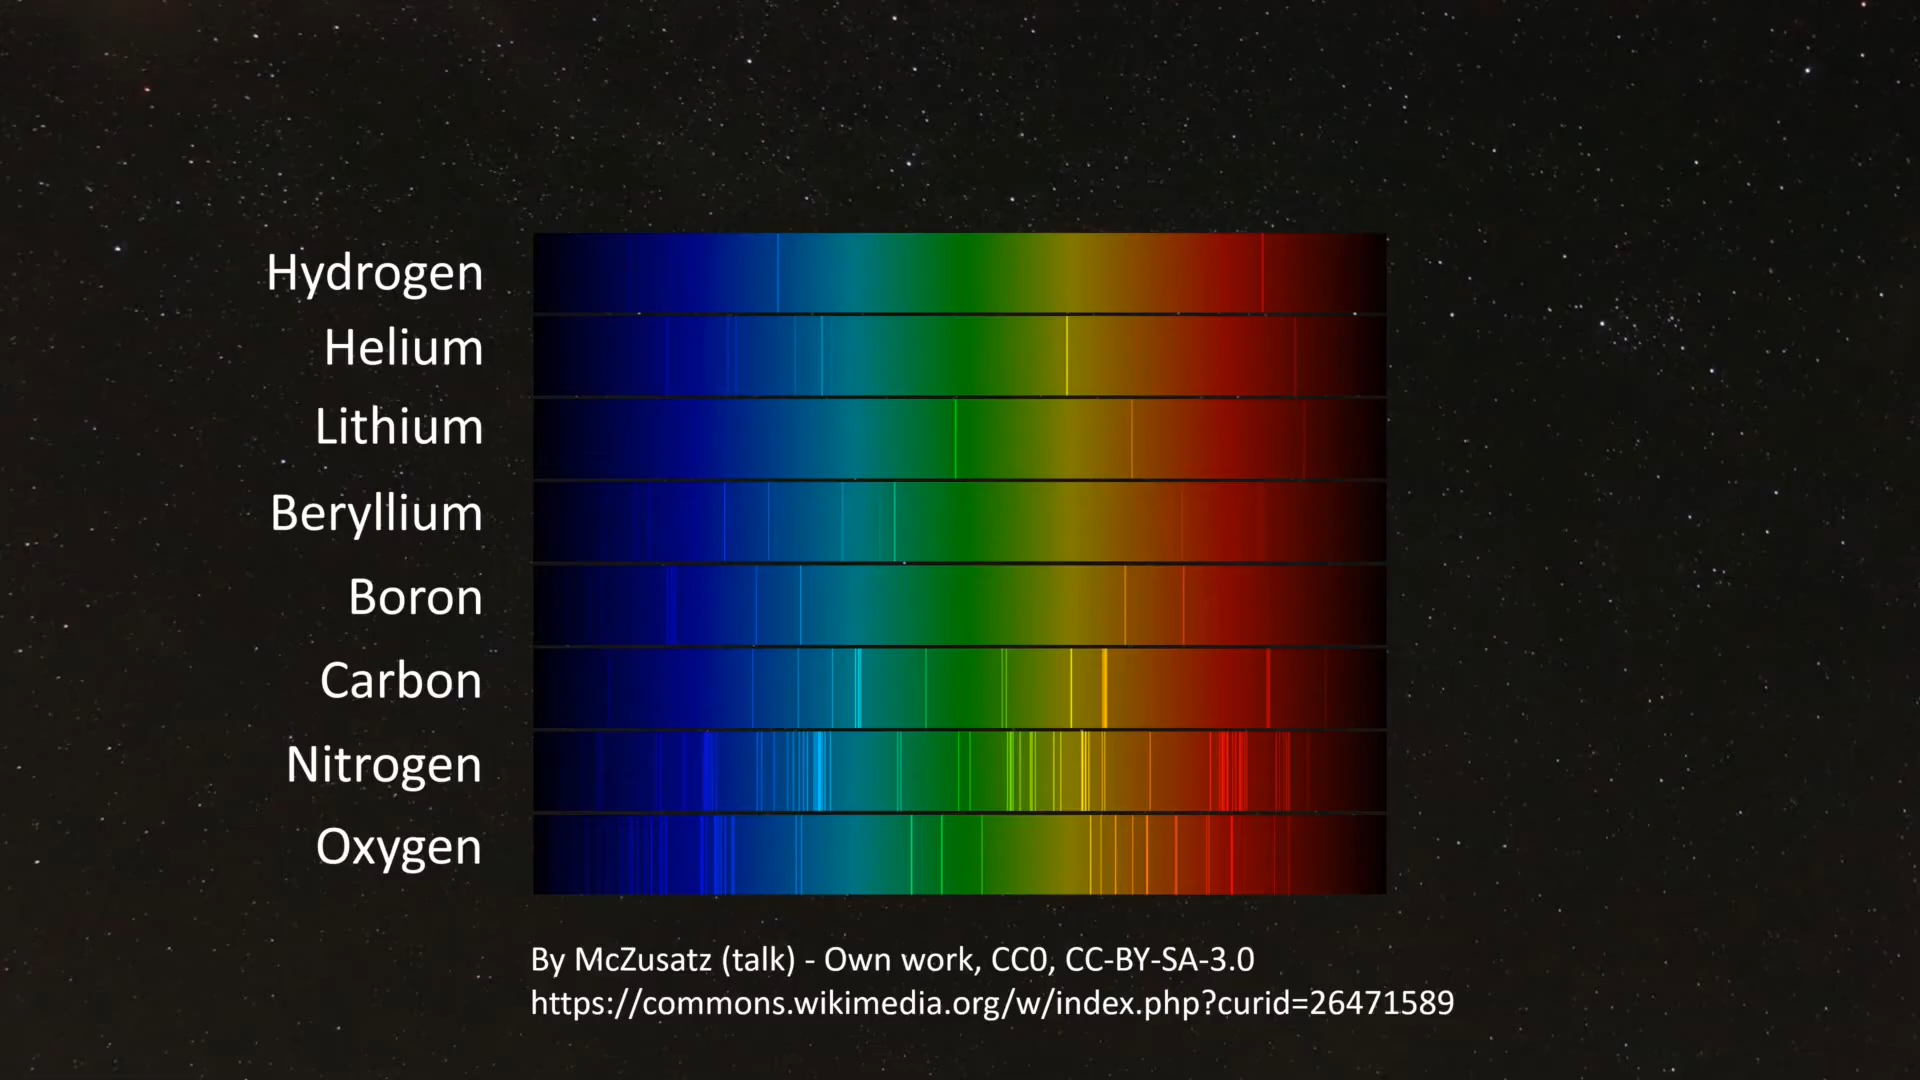 Hydrogen
Helium
Lithium
Beryllium
Boron
Carbon
Nitrogen
Oxygen
By McZusatz (talk) - Own work, CC0, CC-BY-SA-3.0
https://commons.wikimedia.org/w/index.php?curid=26471589